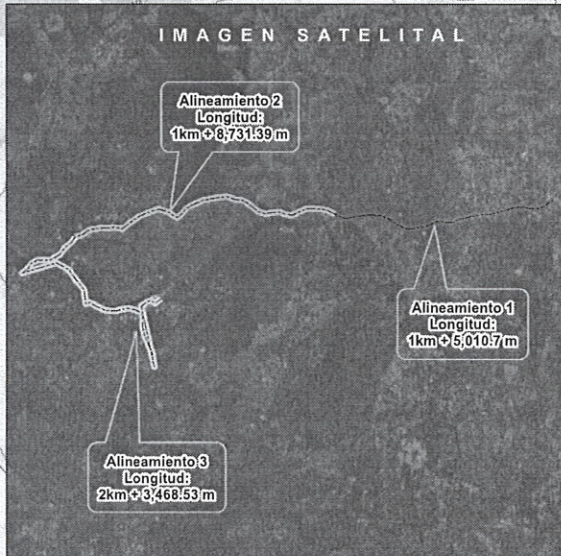 IMAGEN SATELITAL
Alineamiento 2
Longitud:
1km + 8,731.39 m
Alineamiento 1
Longitud:
1km + 5,010.7 m
Alineamiento 3
Longitud:
2km + 3,468.53 m